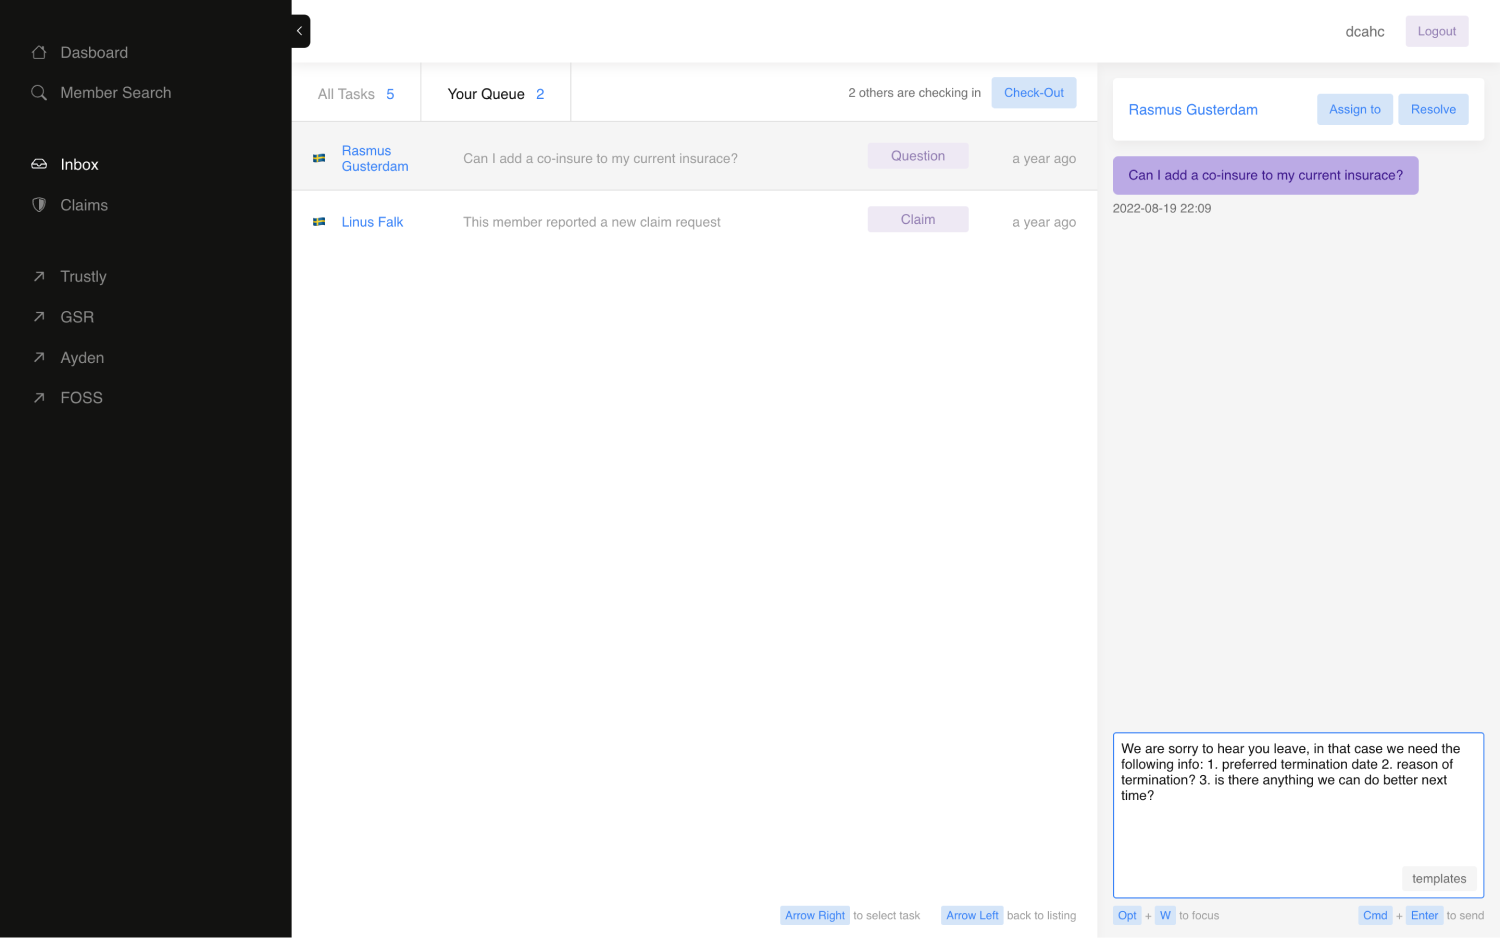 Dasboard
Member Search
Inbox
Claims
Trustly
GSR
Ayden
FOSS
dcahc
Logout
All Tasks 5
Your Queue 2
2 others are checking in
Check-Out
Rasmus
Gusterdam
Can I add a co-insure to my current insurace?
Question
a year ago
Linus Falk
This member reported a new claim request
Claim
a year ago
Arrow Right to select task
Arrow Left back to listing
Rasmus Gusterdam
Assign to
Resolve
Can I add a co-insure to my current insurace?
2022-08-19 22:09
We are sorry to hear you leave, in that case we need the
following info: 1. preferred termination date 2. reason of
termination? 3. is there anything we can do better next
time?
templates
Opt + W to focus
Cmd + Enter to send